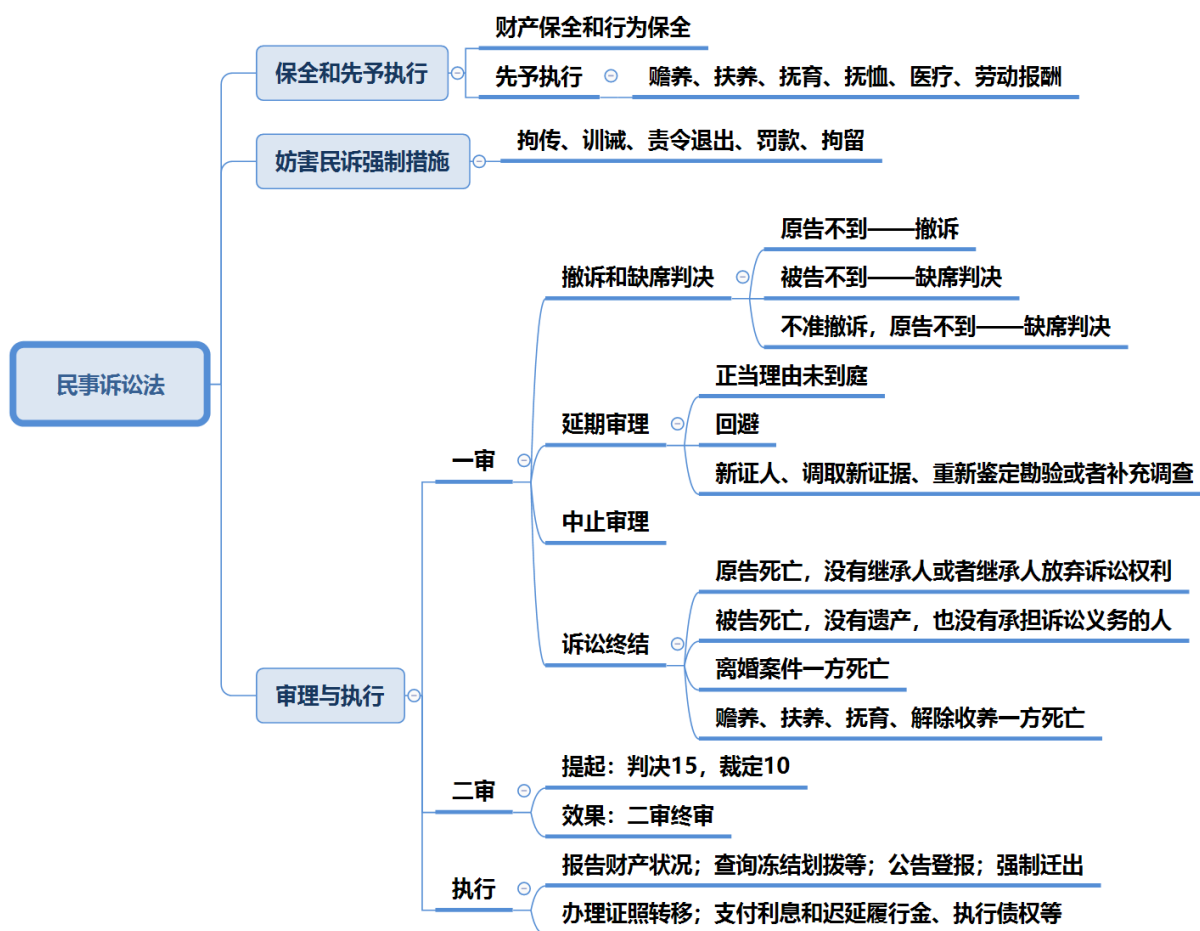 民事诉讼法
保全和先予执行
财产保全和行为保全
先予执行
赡养、扶养、抚育、抚恤、医疗、劳动报酬
妨害民诉强制措施
拘传、训诫、责令退出、罚款、拘留
审理与执行
一审
撤诉和缺席判决
原告不到——撤诉
被告不到——缺席判决
不准撤诉，原告不到——缺席判决
延期审理
正当理由未到庭
回避
新证人、调取新证据、重新鉴定勘验或者补充调查
中止审理
诉讼终结
原告死亡，没有继承人或者继承人放弃诉讼权利
被告死亡，没有遗产，也没有承担诉讼义务的人
离婚案件一方死亡
赡养、扶养、抚育、解除收养一方死亡
二审
提起：判决15，裁定10
效果：二审终审
执行
报告财产状况；查询冻结划拨等；公告登报；强制迁出
办理证照转移；支付利息和迟延履行金、执行债权等